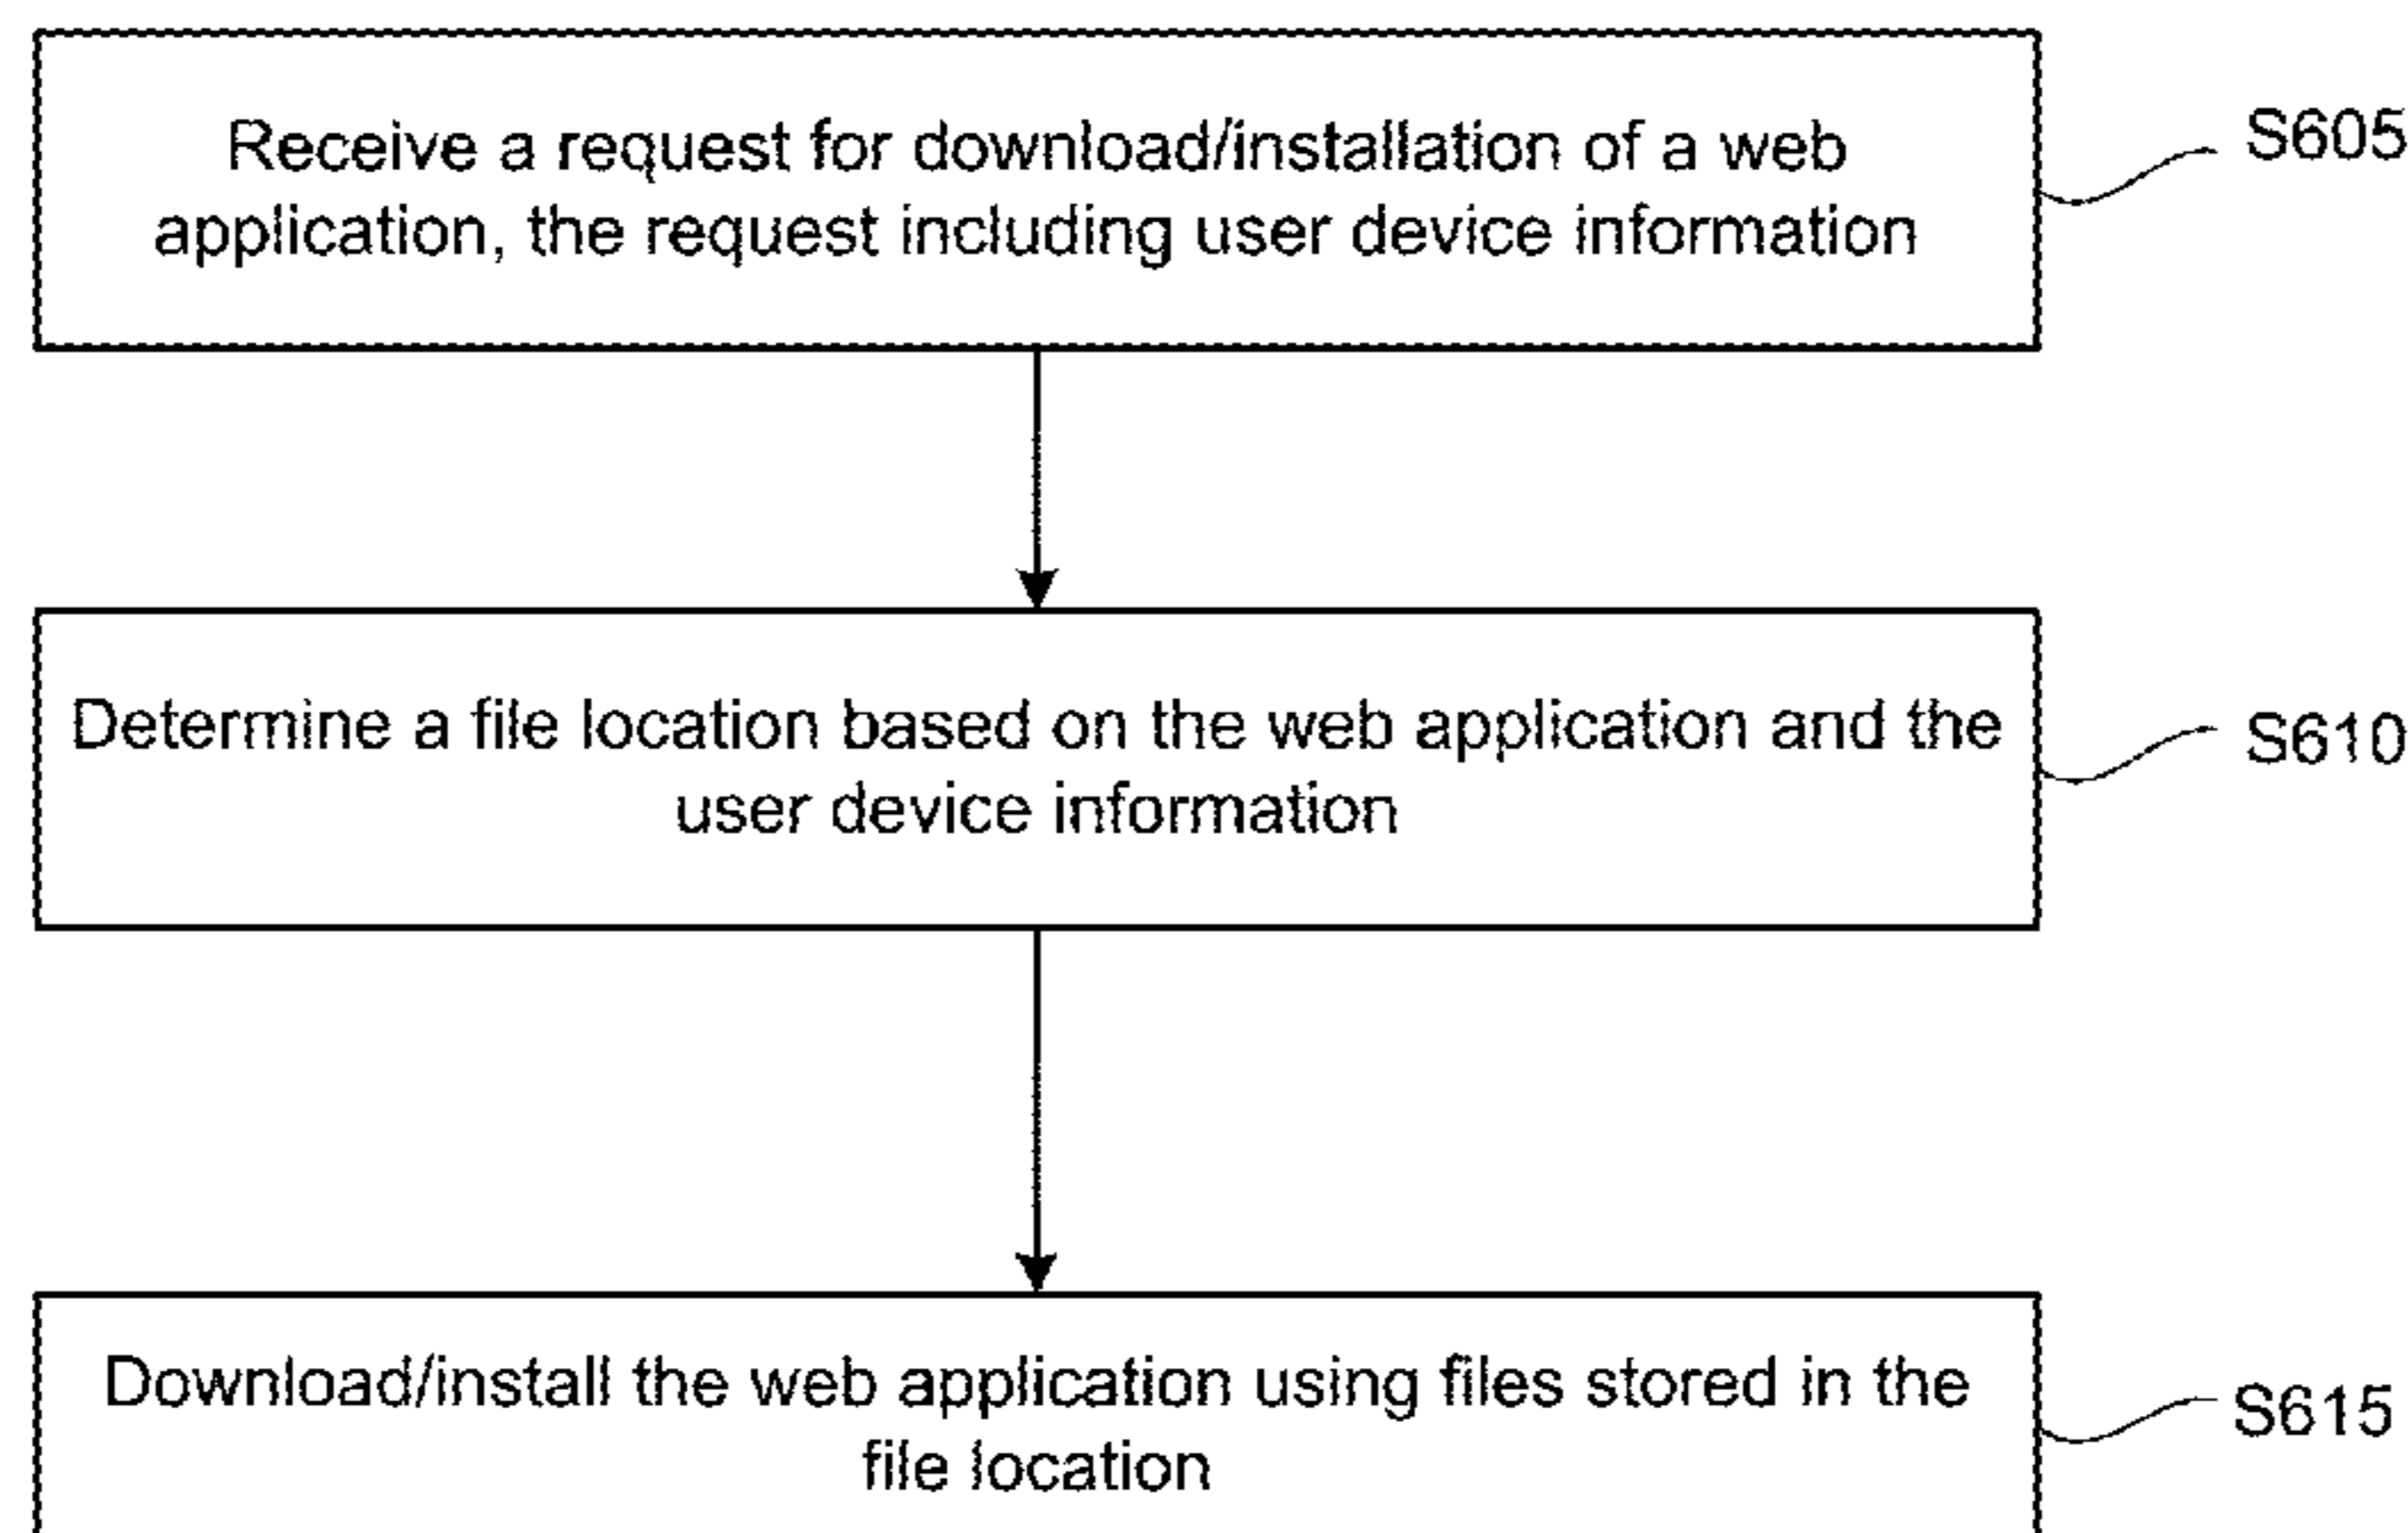 Receive a request for download/installation of a web
application, the request including user device information
S605
Determine a file location based on the web application and the
user device information
S610
Download/install the web application using files stored in the
file location
S615